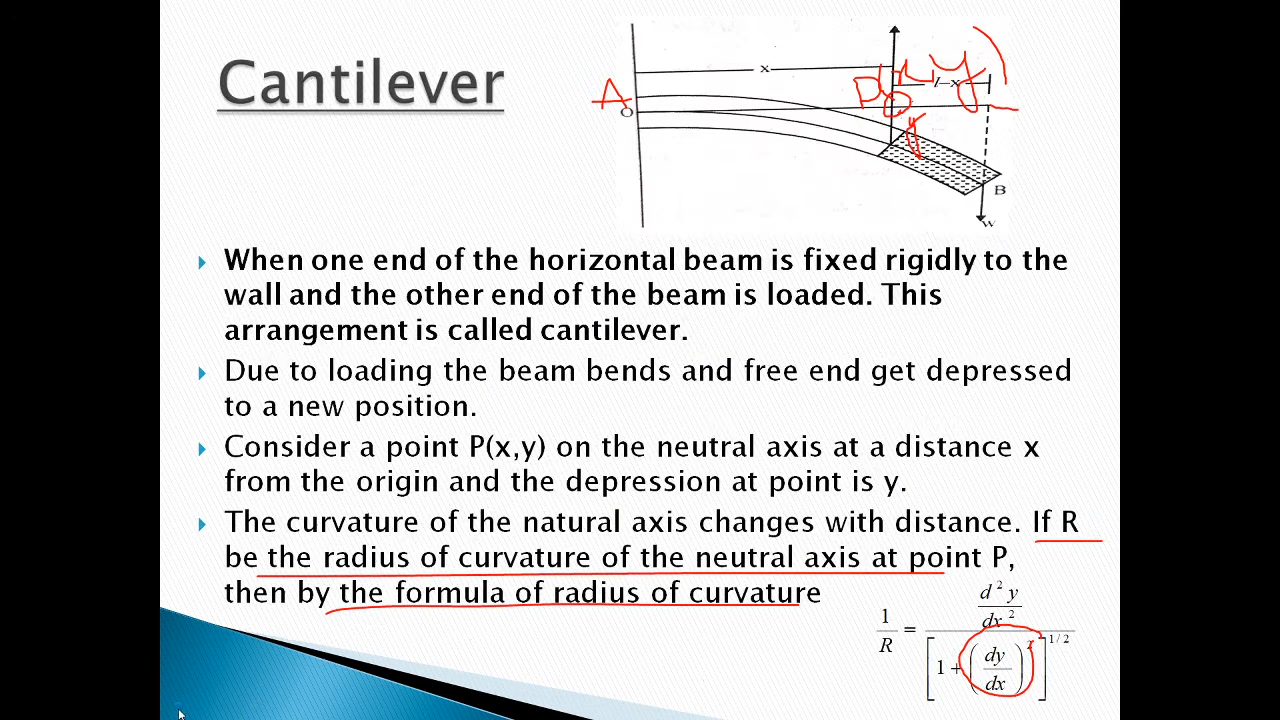 Cantilever
x
l-x
A
O
B
W
When one end of the horizontal beam is fixed rigidly to the
wall and the other end of the beam is loaded. This
arrangement is called cantilever.
Due to loading the beam bends and free end get depressed
to a new position.
Consider a point P(x,y) on the neutral axis at a distance x
from the origin and the depression at point is y.
The curvature of the natural axis changes with distance. If R
be the radius of curvature of the neutral axis at point P,
then by the formula of radius of curvature
1/R = (d²y/dx²) / [1+(dy/dx)²]^1/2